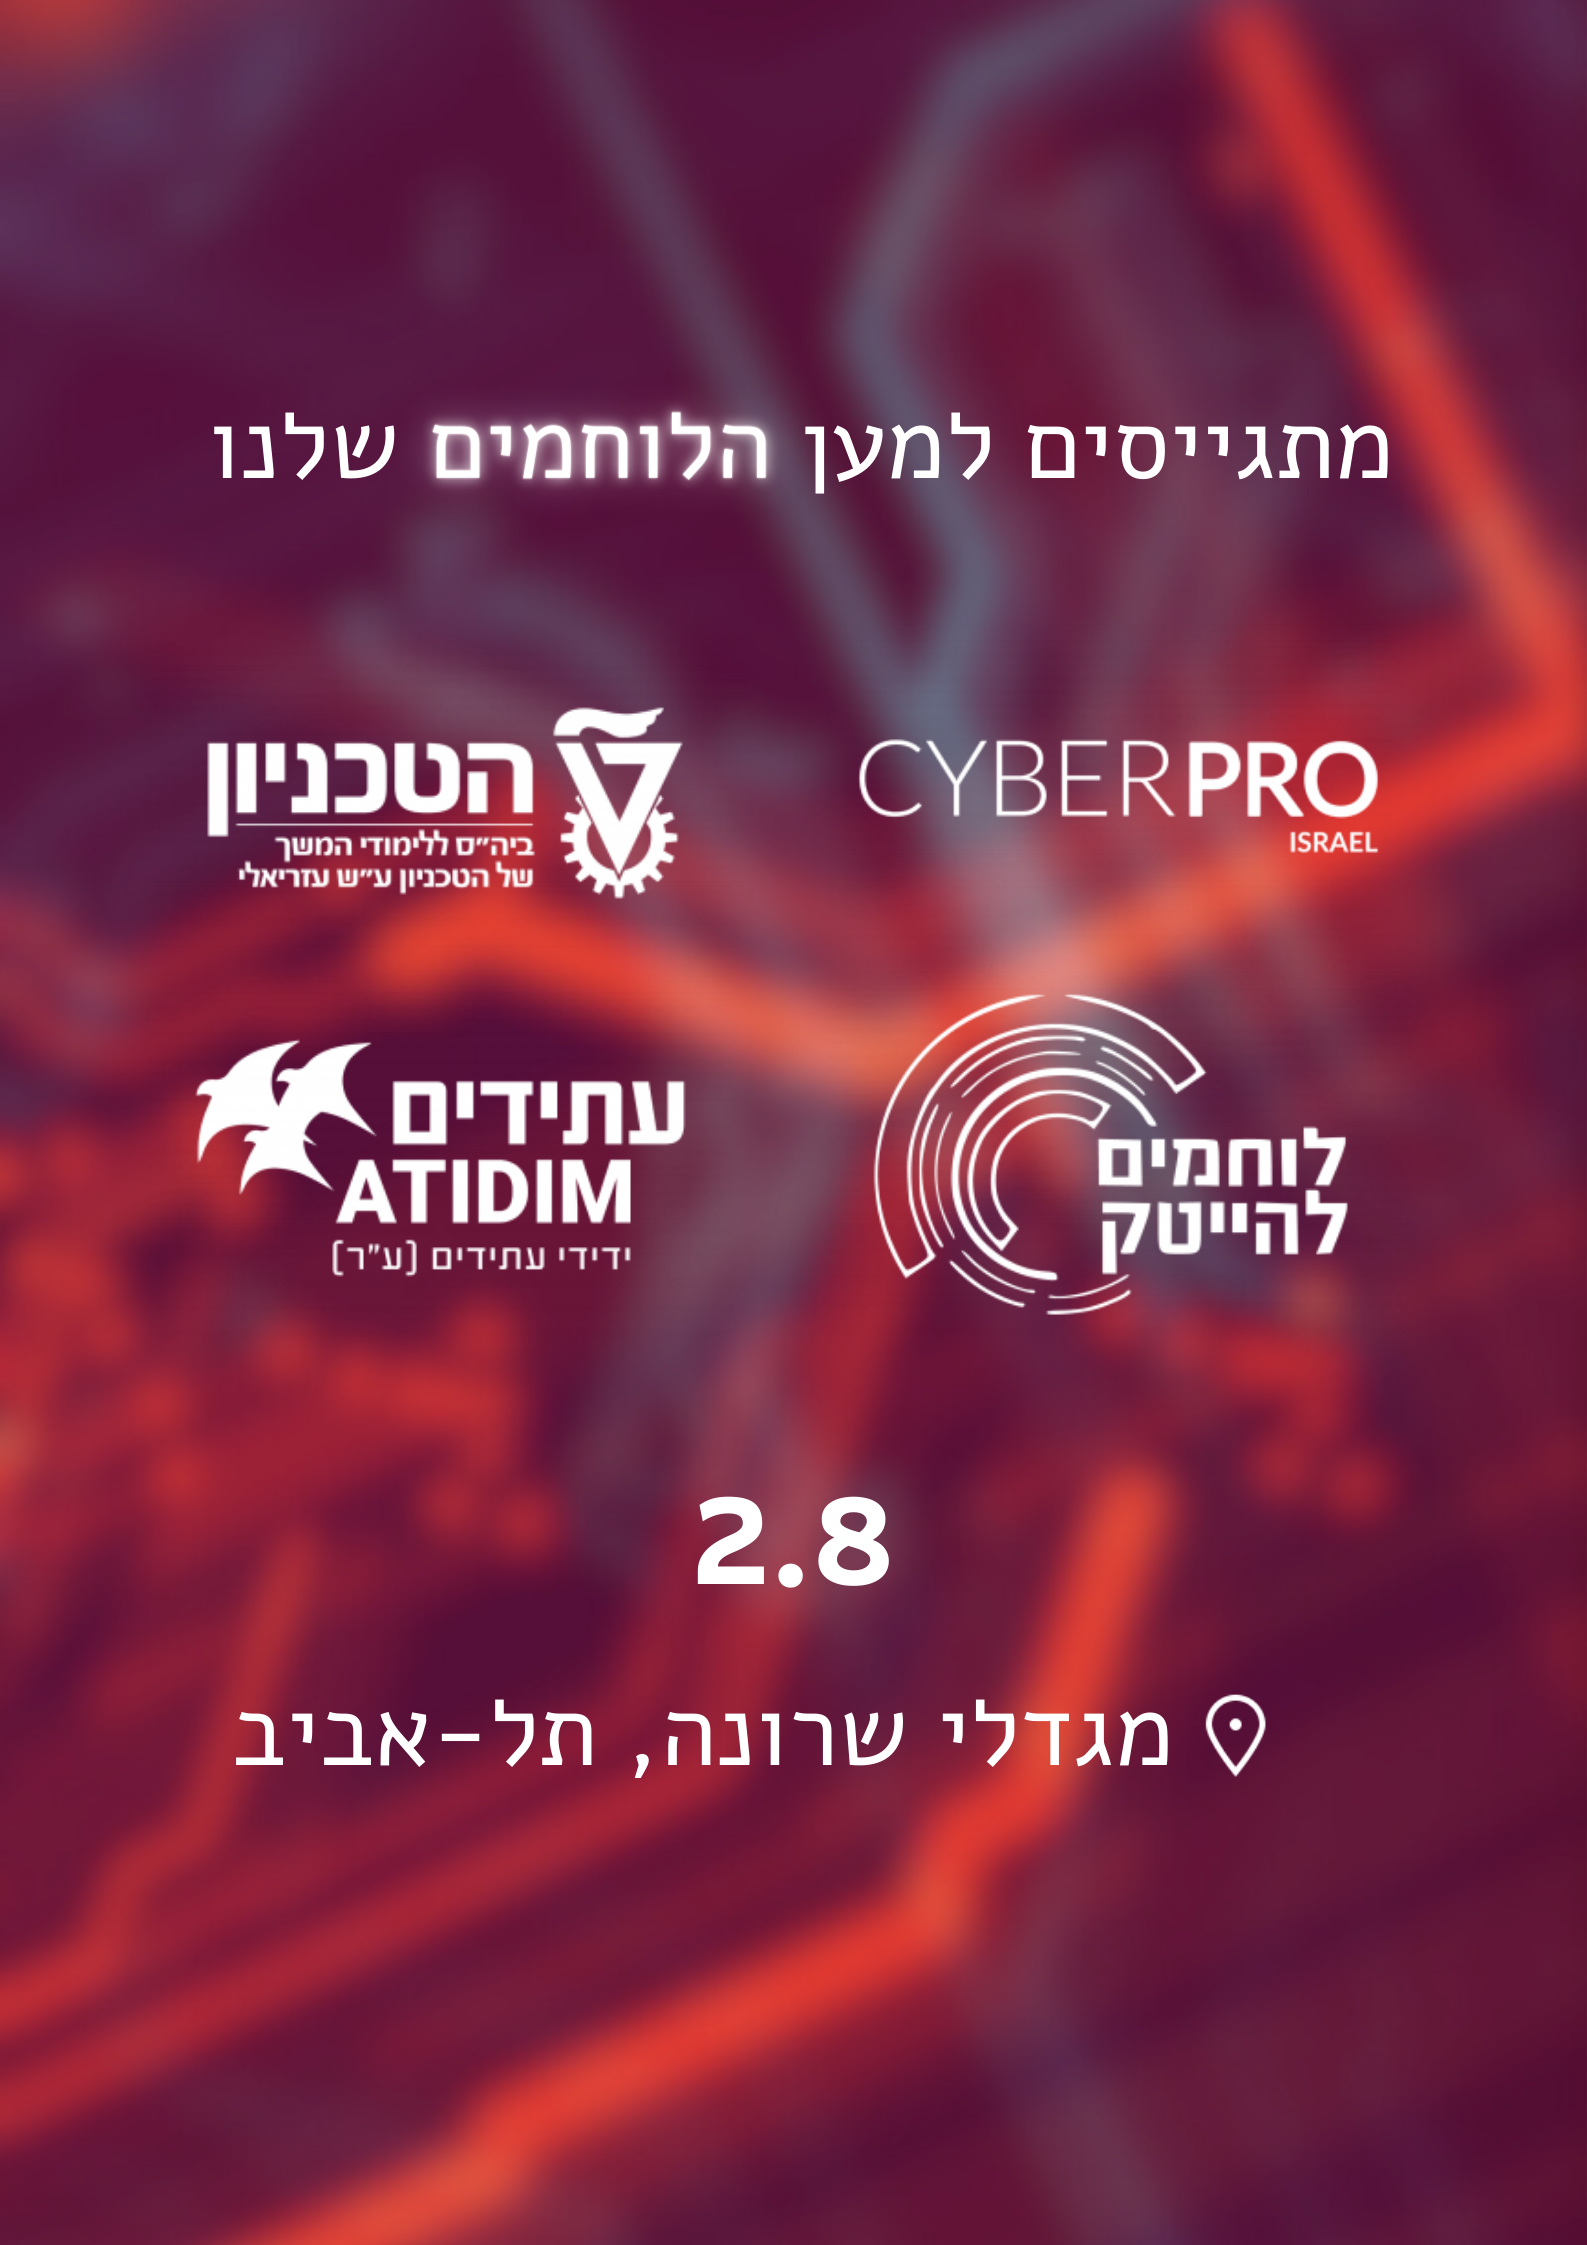 מתגייסים למען הלוחמים שלנו
CYBERPRO
ISRAEL
הטכניון
ביה״ס ללימודי המשך
של הטכניון ע״ש עזריאלי
לוחמים
להייטק
עתידים
ATIDIM
ידידי עתידים (ע״ר)
2.8
מגדלי שרונה, תל-אביב